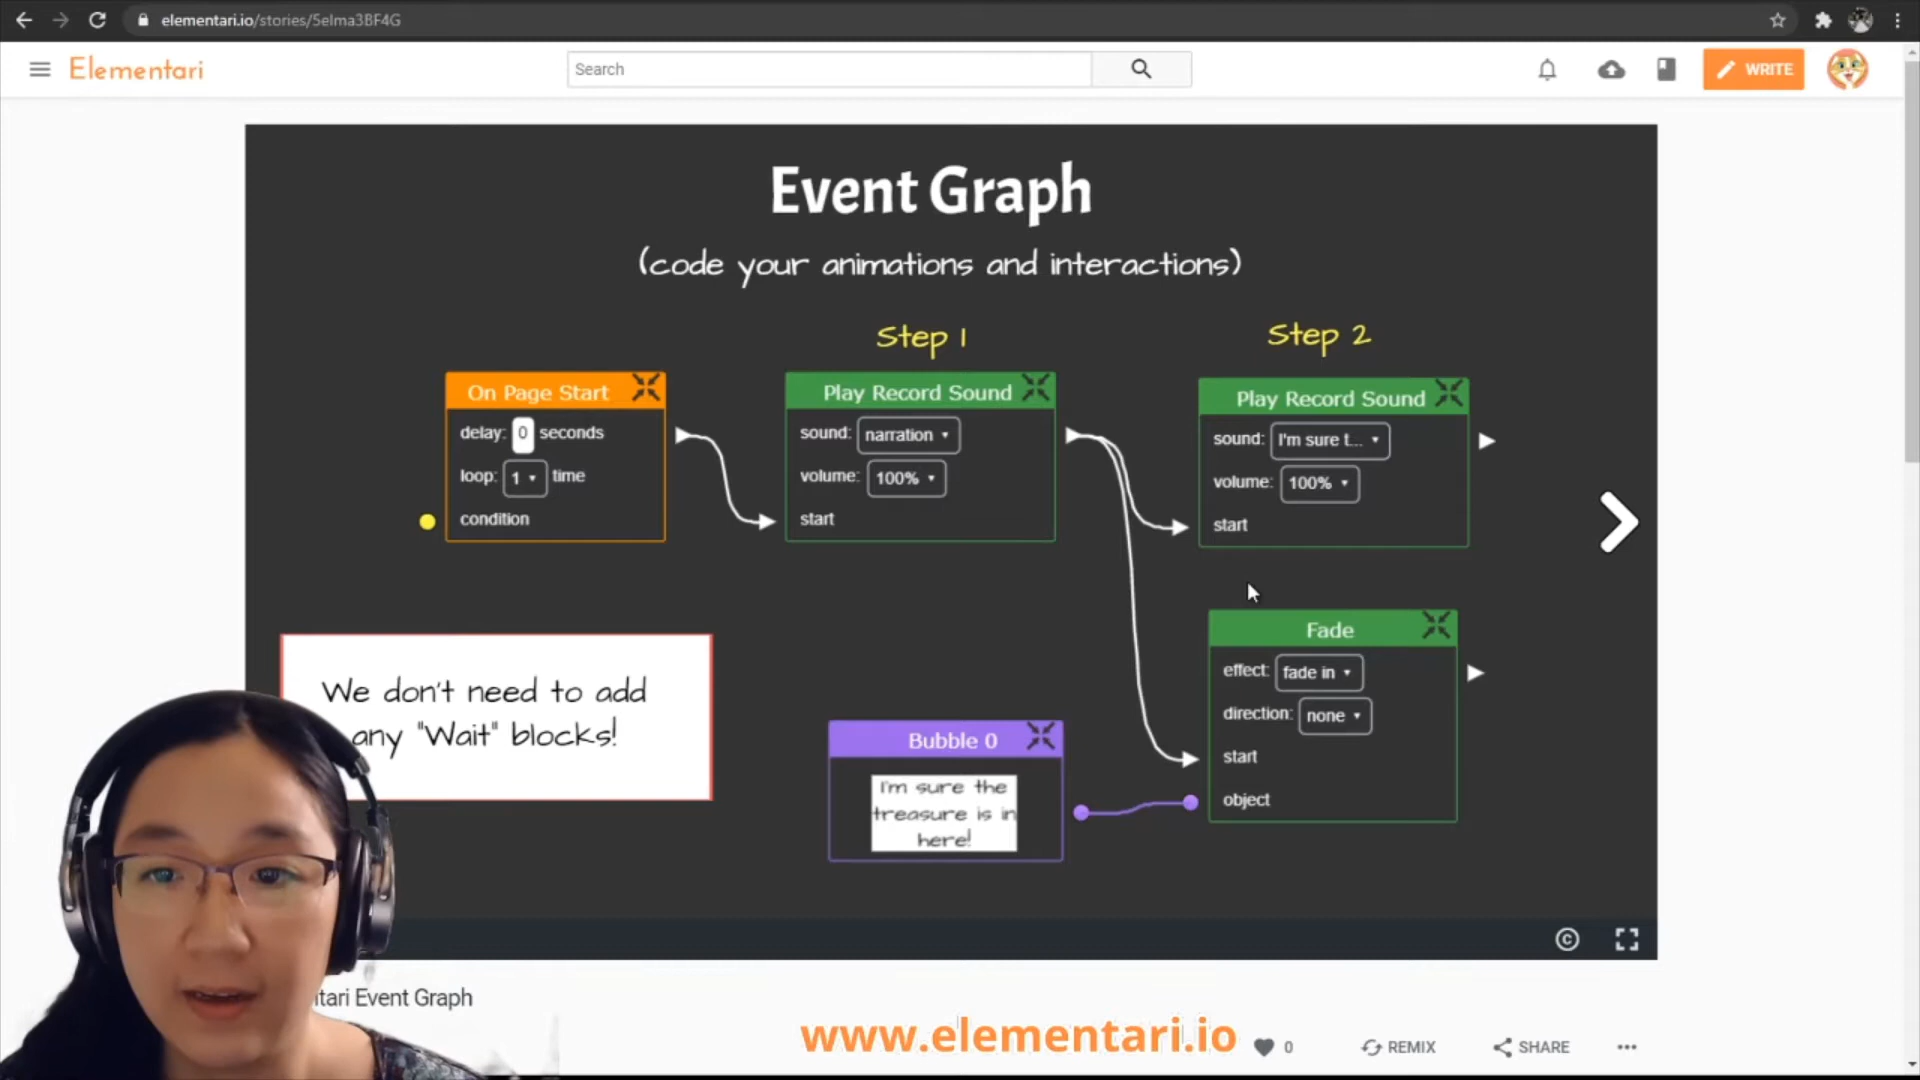 elementari.io/stories/5elma3BF4G
Elementari
Search
WRITE
Event Graph
(code your animations and interactions)
Step 1
Step 2
On Page Start
delay: 0 seconds
loop: 1 time
condition
Play Record Sound
sound: narration
volume: 100%
start
Play Record Sound
sound: I'm sure t...
volume: 100%
start
We don't need to add
any "Wait" blocks!
Bubble 0
I'm sure the
treasure is in
here!
Fade
effect: fade in
direction: none
start
object
©
tari Event Graph
www.elementari.io
0
REMIX
SHARE